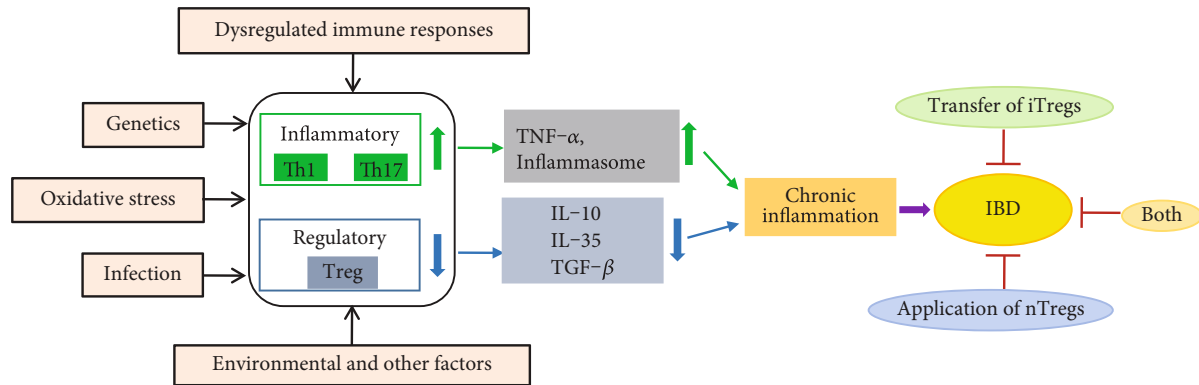 Dysregulated immune responses
Genetics
Oxidative stress
Infection
Environmental and other factors
Inflammatory
Th1 Th17
Regulatory
Treg
TNF-α,
Inflammasome
IL-10
IL-35
TGF-β
Chronic
inflammation
Transfer of iTregs
IBD
Both
Application of nTregs